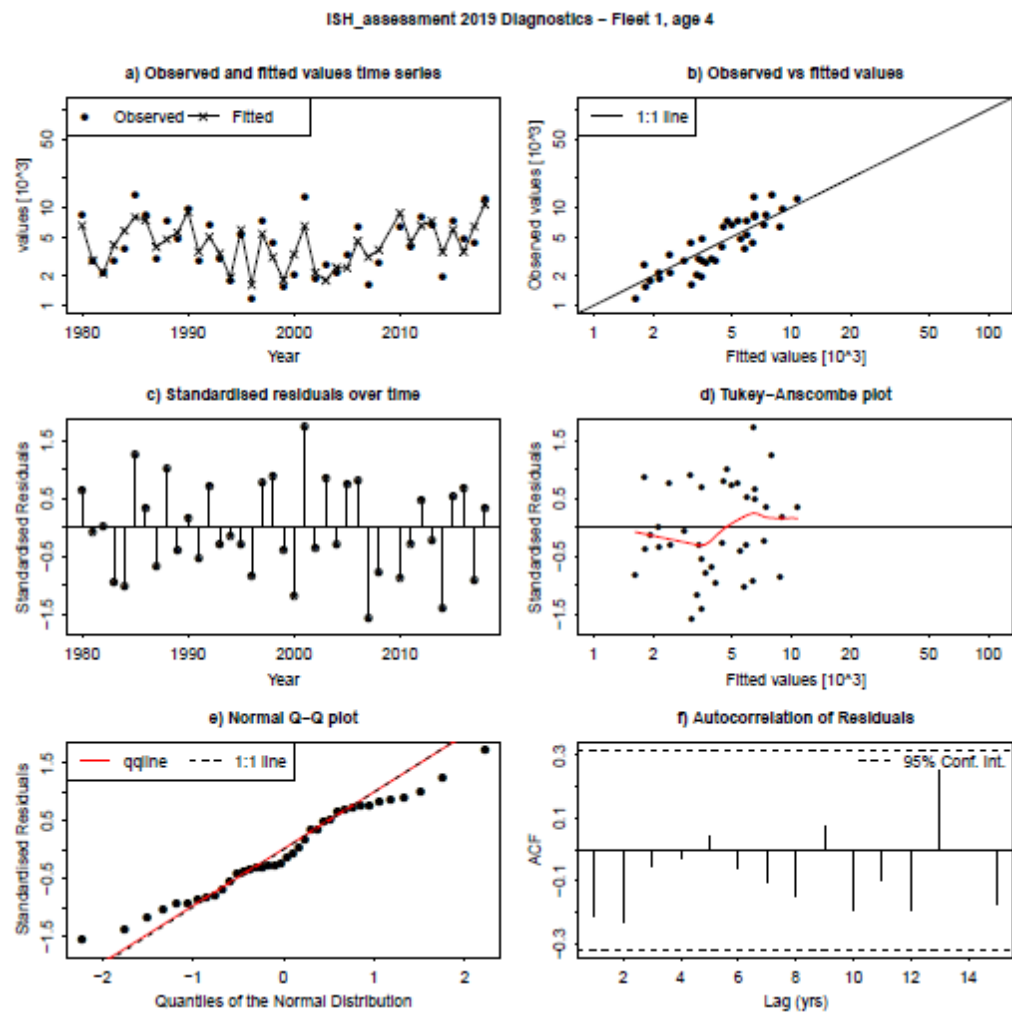 ISH_assessment 2019 Diagnostics – Fleet 1, age 4
a) Observed and fitted values time series
Observed Fitted
values [10^3]
1 2 5 10 50
1980 1990 2000 2010
Year
b) Observed vs fitted values
1:1 line
Observed values [10^3]
1 2 5 10 50
1 2 5 10 20 50 100
Fitted values [10^3]
c) Standardised residuals over time
Standardised Residuals
−1.5 −0.5 0.5 1.5
1980 1990 2000 2010
Year
d) Tukey−Anscombe plot
Standardised Residuals
−1.5 −0.5 0.5 1.5
1 2 5 10 20 50 100
Fitted values [10^3]
e) Normal Q−Q plot
qqline 1:1 line
Standardised Residuals
−1.5 −0.5 0.5 1.5
−2 −1 0 1 2
Quantiles of the Normal Distribution
f) Autocorrelation of Residuals
95% Conf. Int.
ACF
−0.3 −0.1 0.1 0.3
2 4 6 8 10 12 14
Lag (yrs)